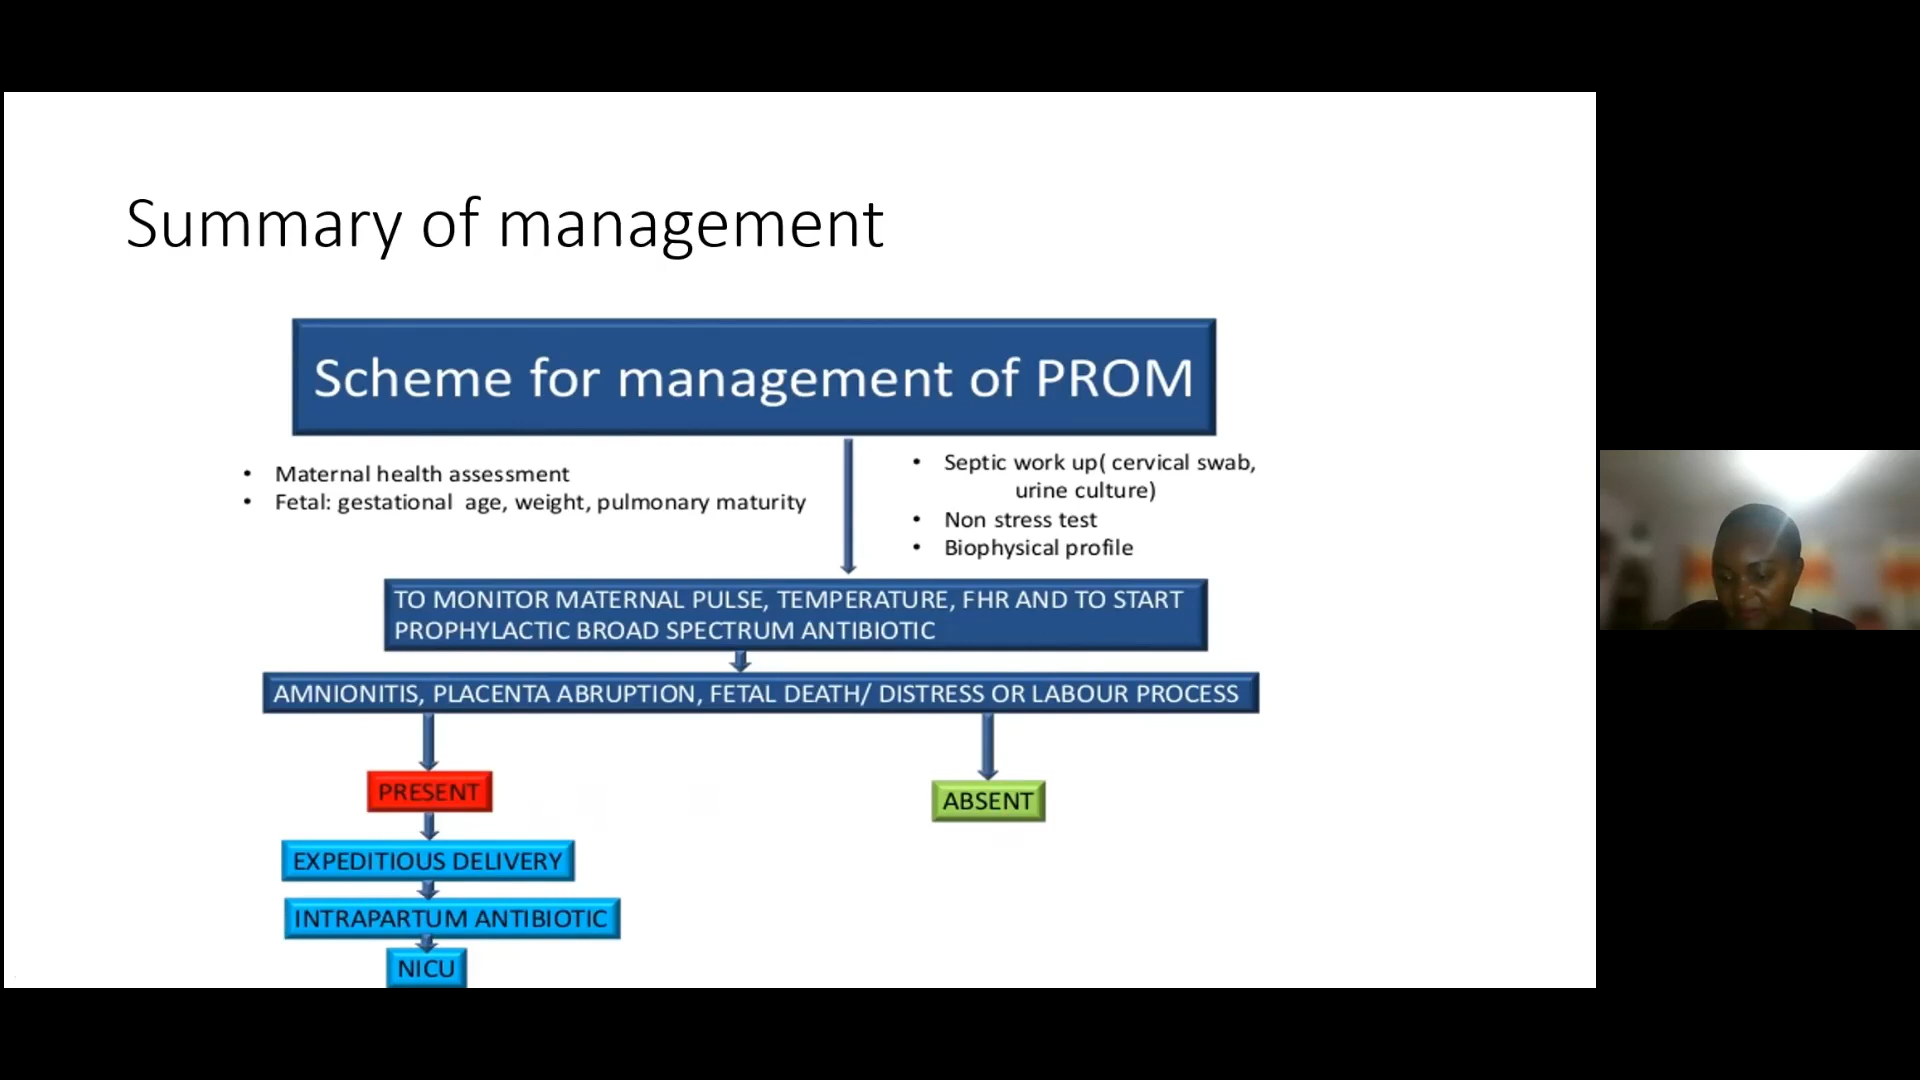 Summary of management
Scheme for management of PROM
• Maternal health assessment
• Fetal: gestational age, weight, pulmonary maturity
• Septic work up( cervical swab,
urine culture)
• Non stress test
• Biophysical profile
TO MONITOR MATERNAL PULSE, TEMPERATURE, FHR AND TO START
PROPHYLACTIC BROAD SPECTRUM ANTIBIOTIC
AMNIONITIS, PLACENTA ABRUPTION, FETAL DEATH/ DISTRESS OR LABOUR PROCESS
PRESENT
ABSENT
EXPEDITIOUS DELIVERY
INTRAPARTUM ANTIBIOTIC
NICU